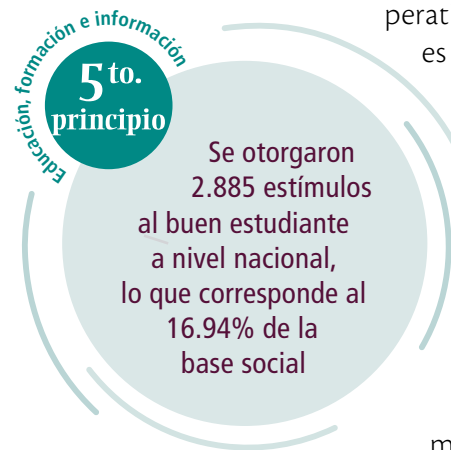 Educación, formación e información
5to.
principio
Se otorgaron
2.885 estímulos
al buen estudiante
a nivel nacional,
lo que corresponde al
16.94% de la
base social
perat
es
m